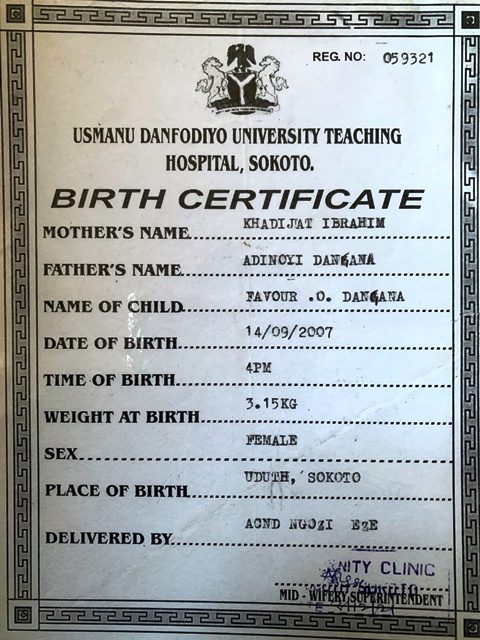 REG. NO: 059321
USMANU DANFODIYO UNIVERSITY TEACHING
HOSPITAL, SOKOTO.
BIRTH CERTIFICATE
MOTHER'S NAME KHADIJAT IBRAHIM
FATHER'S NAME ADINOYI DANGANA
NAME OF CHILD FAVOUR .O. DANGANA
DATE OF BIRTH 14/09/2007
TIME OF BIRTH 4PM
WEIGHT AT BIRTH 3.15KG
SEX FEMALE
PLACE OF BIRTH UDUTH, SOKOTO
DELIVERED BY ACND NGOZI EZE
NITY CLINIC
MID - WIFERY SUPERINTENDENT